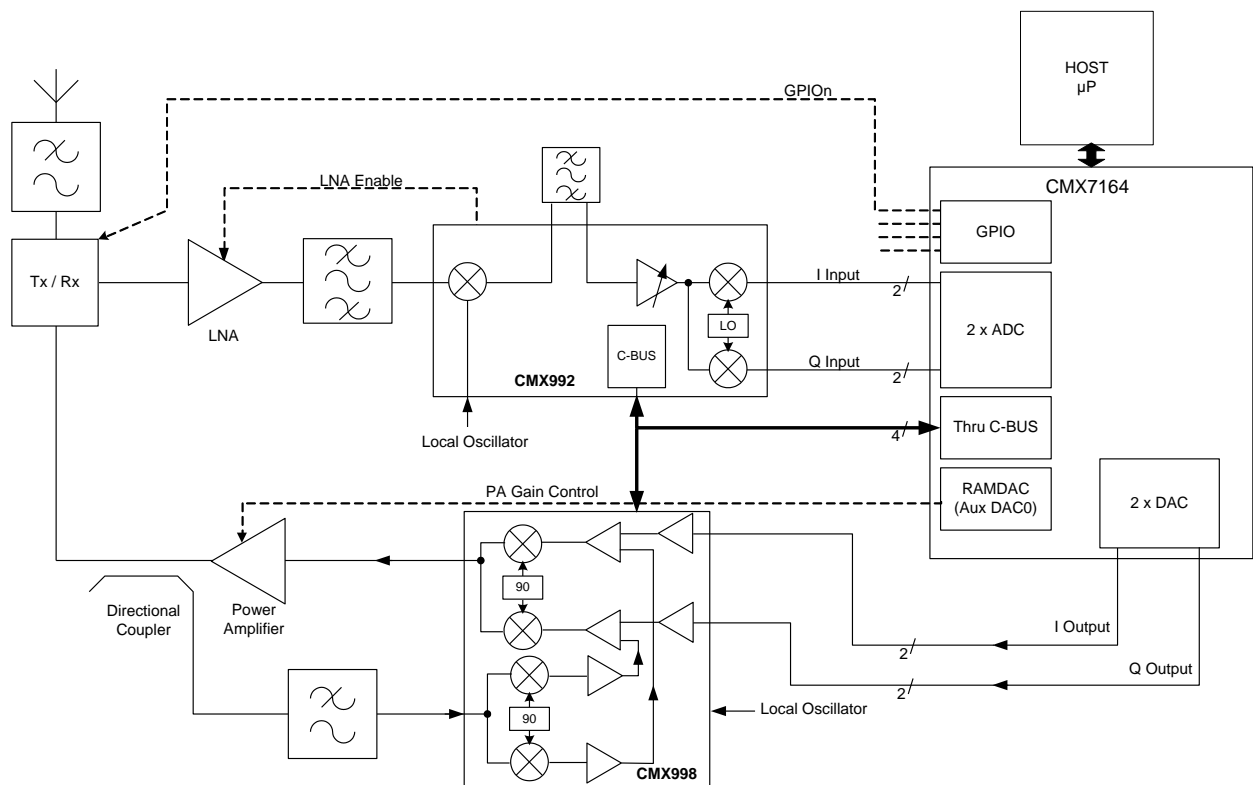 HOST
µP
GPIOn
CMX7164
LNA Enable
GPIO
Tx / Rx
I Input
2
LNA
LO
2 x ADC
C-BUS
Q Input
CMX992
2
Local Oscillator
Thru C-BUS
4
PA Gain Control
RAMDAC
(Aux DAC0)
2 x DAC
90
Directional
Coupler
Power
Amplifier
I Output
2
Q Output
2
90
Local Oscillator
CMX998